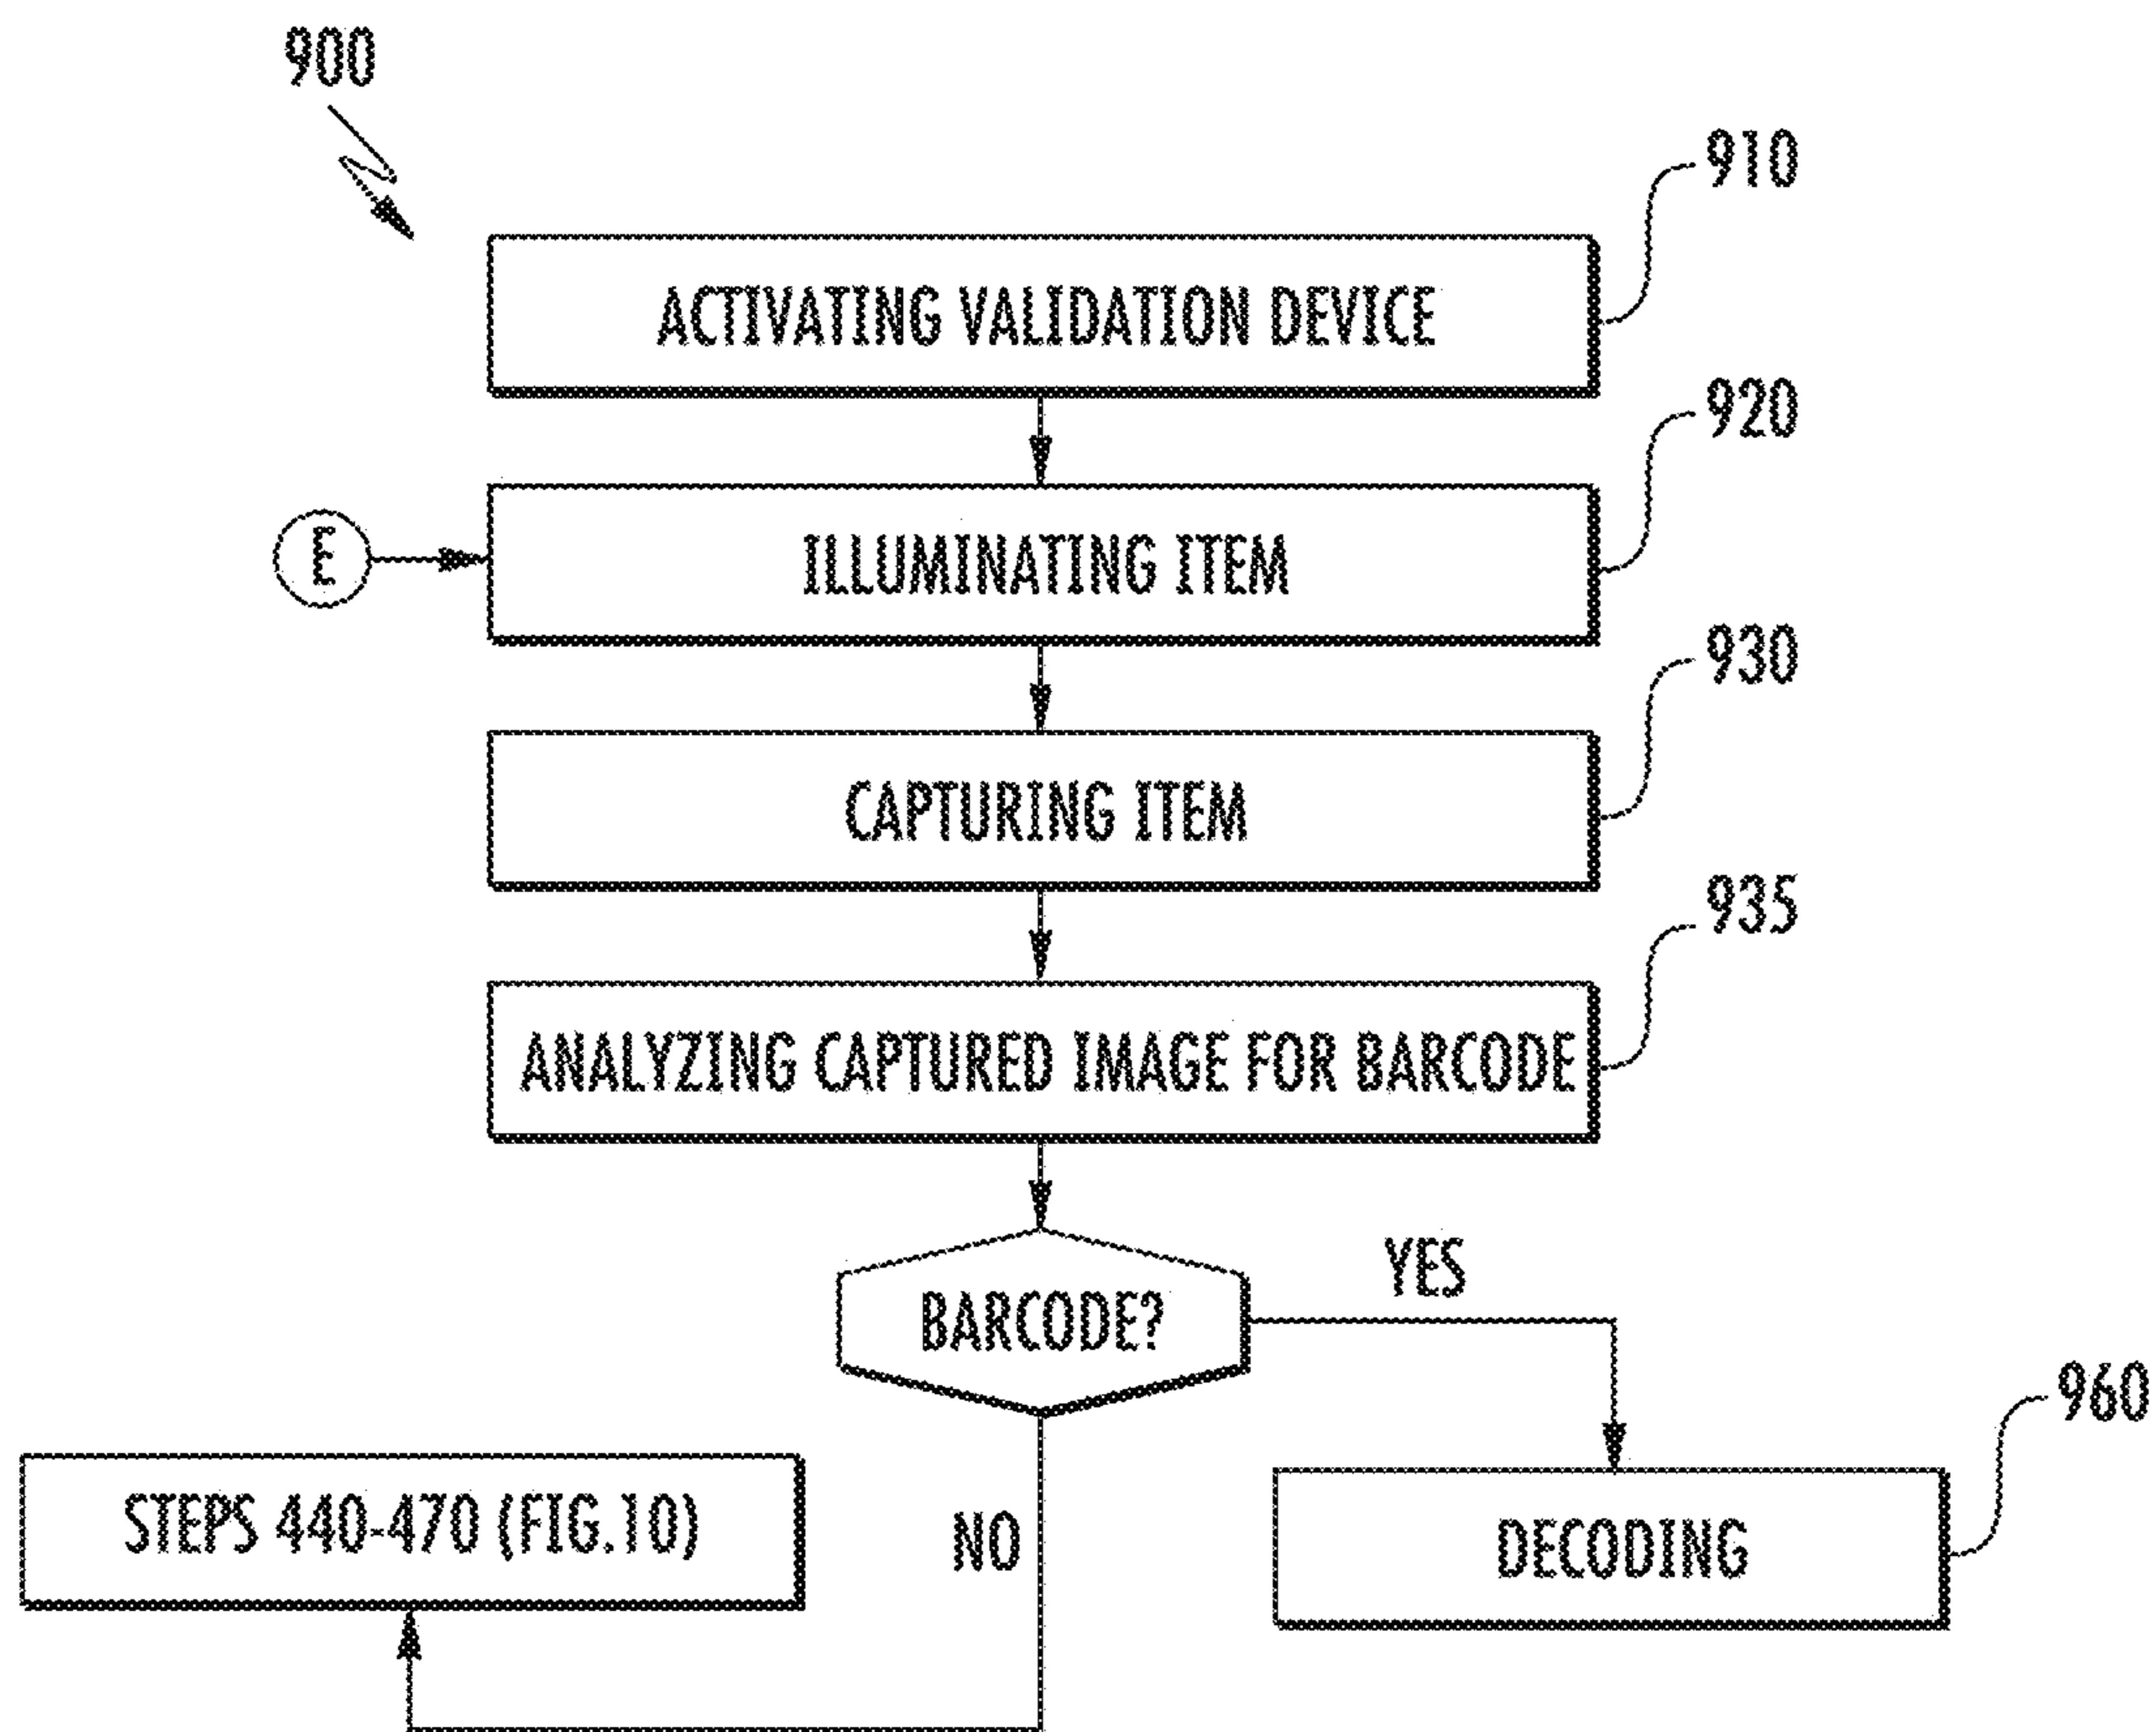 900
910
ACTIVATING VALIDATION DEVICE
920
E
ILLUMINATING ITEM
930
CAPTURING ITEM
935
ANALYZING CAPTURED IMAGE FOR BARCODE
YES
BARCODE?
960
STEPS 440-470 (FIG.10)
NO
DECODING